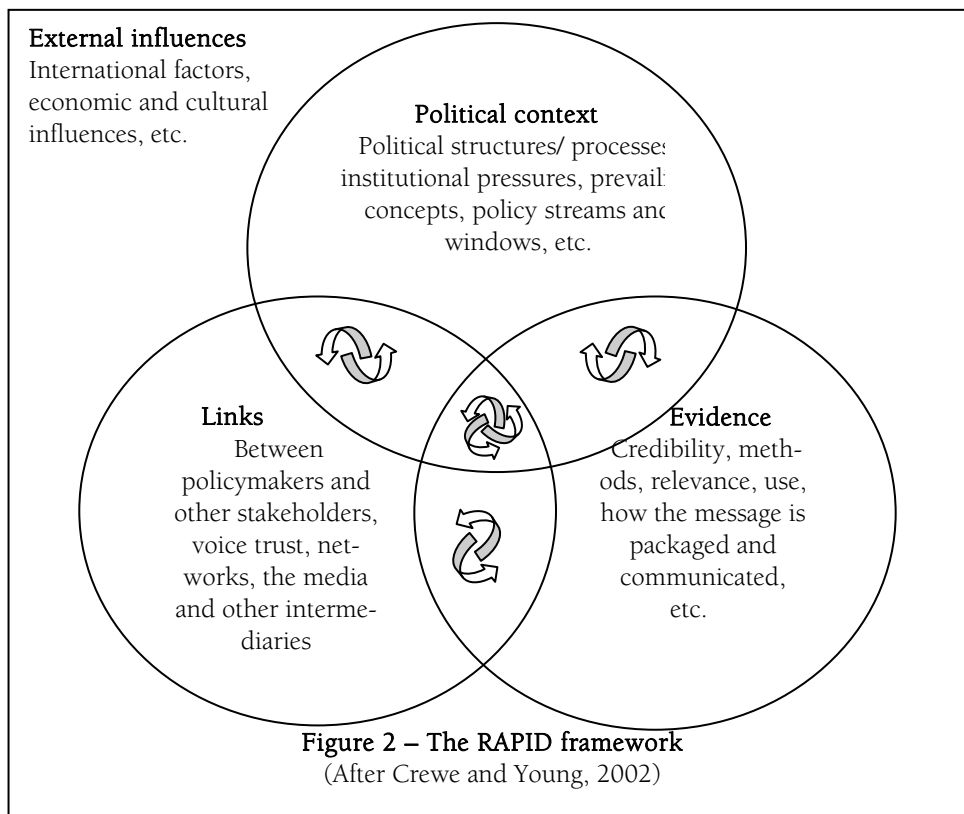 External influences
International factors,
economic and cultural
influences, etc.
Political context
Political structures/ processes
institutional pressures, prevaili
concepts, policy streams and
windows, etc.
Links
Between
policymakers and
other stakeholders,
voice trust, net-
works, the media
and other interme-
diaries
Evidence
Credibility, meth-
ods, relevance, use,
how the message is
packaged and
communicated,
etc.
Figure 2 – The RAPID framework
(After Crewe and Young, 2002)